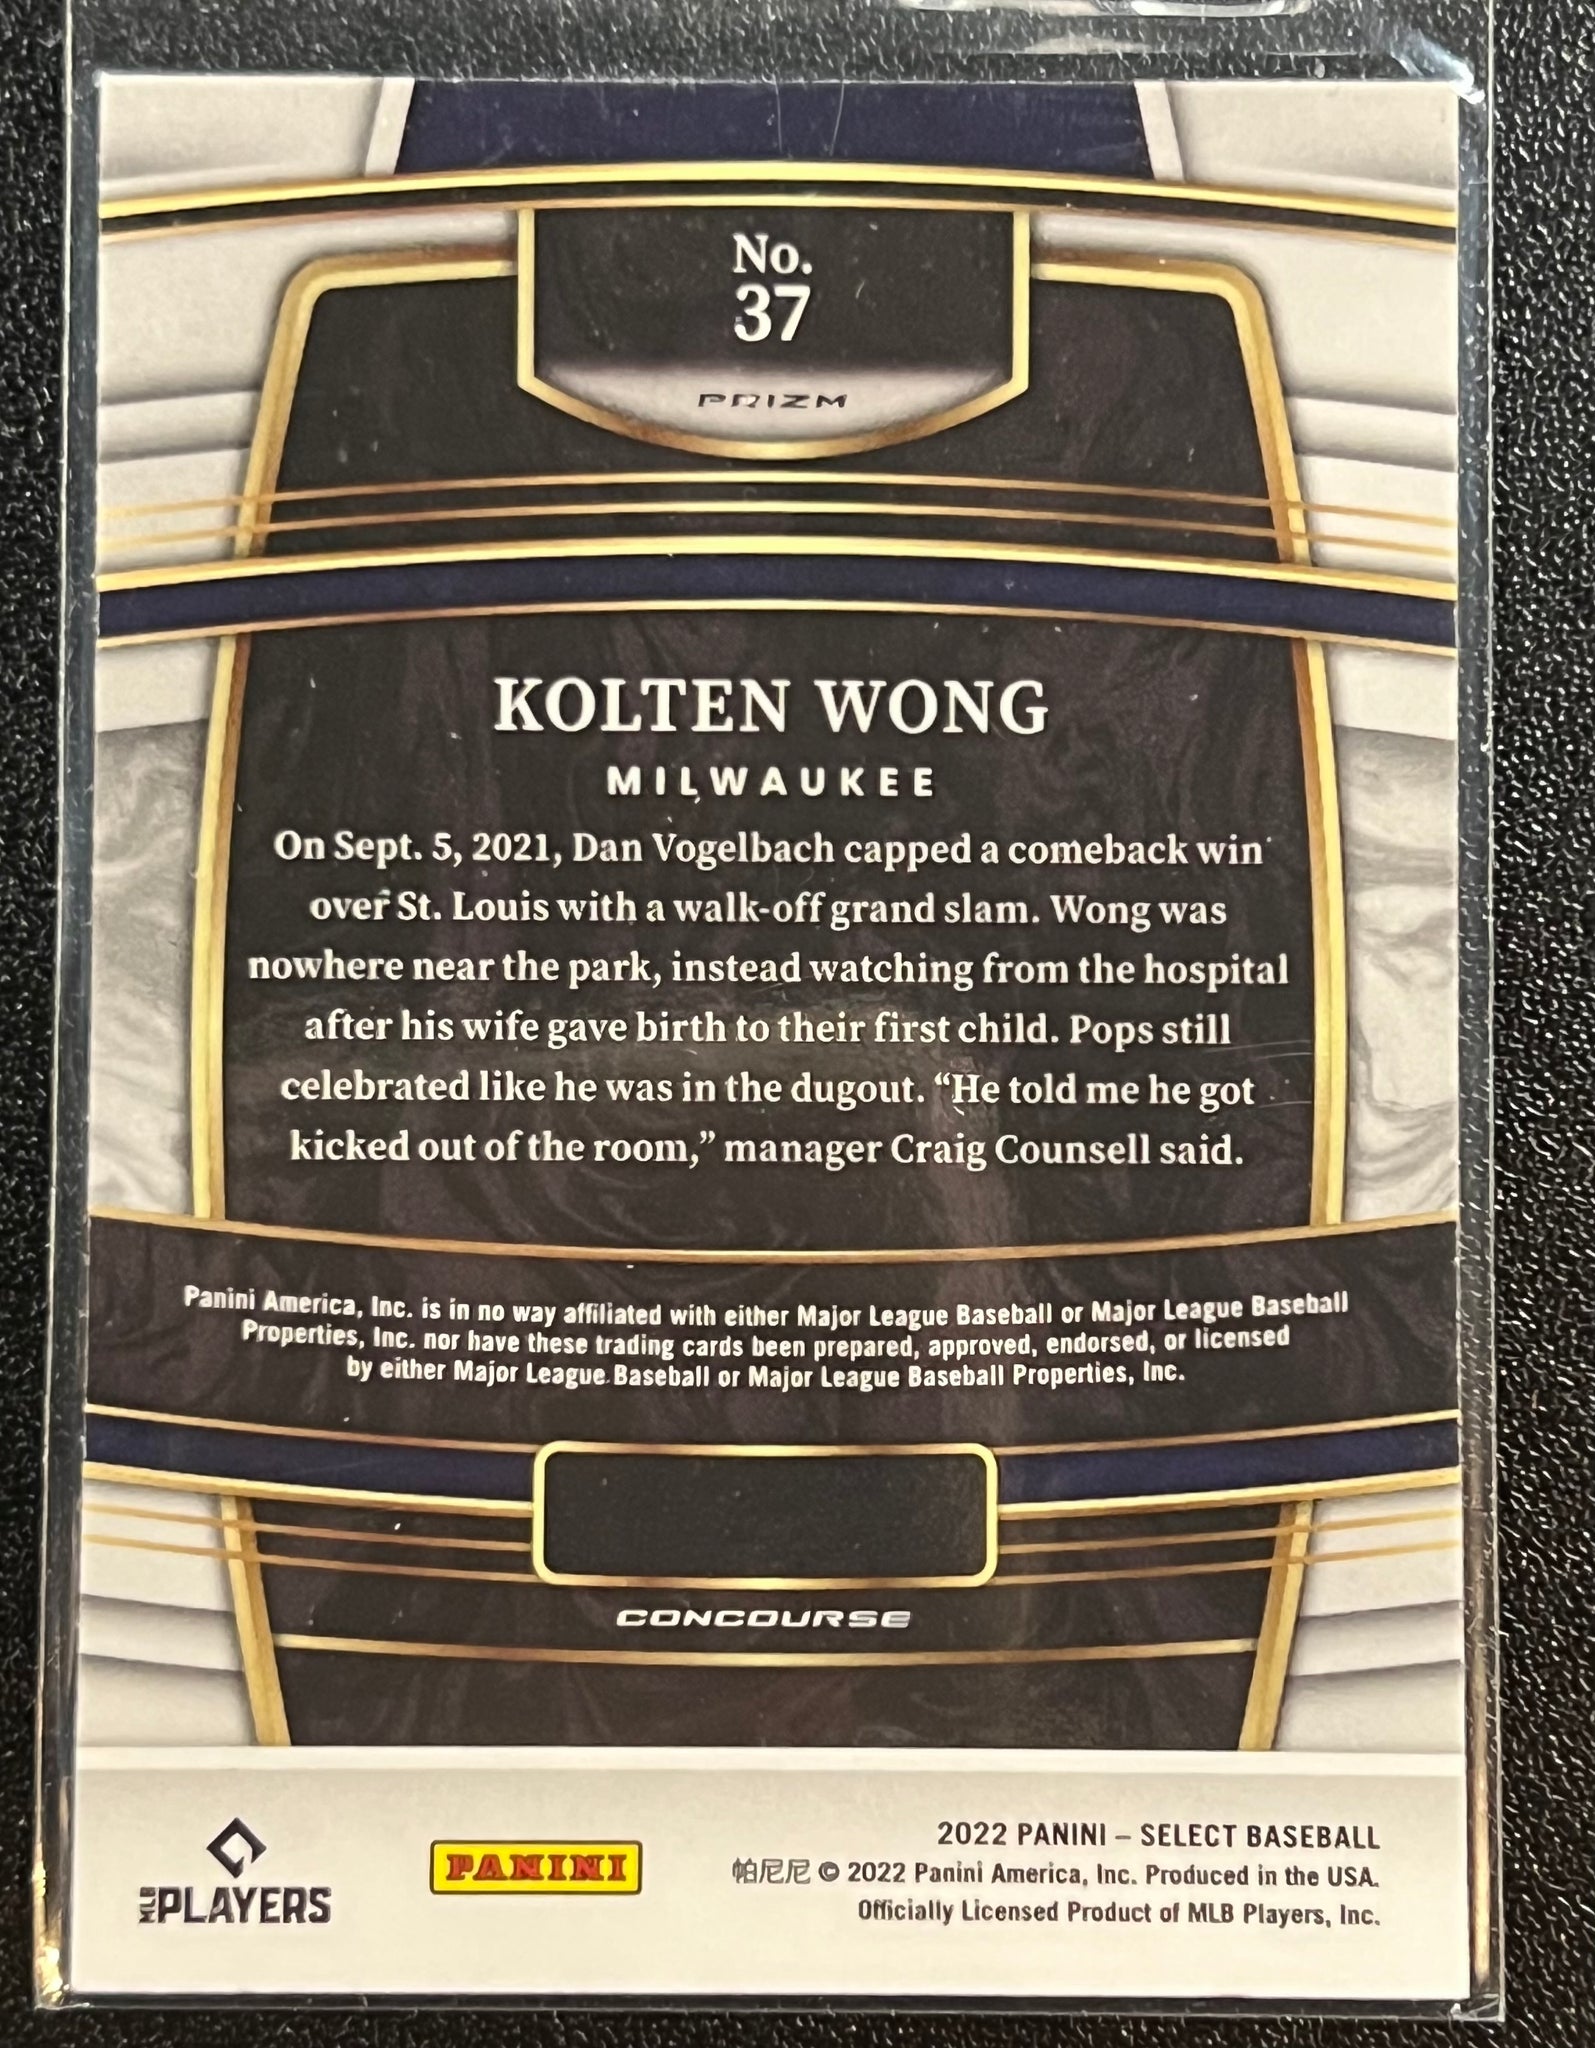 No.
37
PRIZM
KOLTEN WONG
MILWAUKEE
On Sept. 5, 2021, Dan Vogelbach capped a comeback win
over St. Louis with a walk-off grand slam. Wong was
nowhere near the park, instead watching from the hospital
after his wife gave birth to their first child. Pops still
celebrated like he was in the dugout. “He told me he got
kicked out of the room,” manager Craig Counsell said.
Panini America, Inc. is in no way affiliated with either Major League Baseball or Major League Baseball
Properties, Inc. nor have these trading cards been prepared, approved, endorsed, or licensed
by either Major League Baseball or Major League Baseball Properties, Inc.
CONCOURSE
MLB PLAYERS
PANINI
2022 PANINI – SELECT BASEBALL
帕尼尼 © 2022 Panini America, Inc. Produced in the USA.
Officially Licensed Product of MLB Players, Inc.